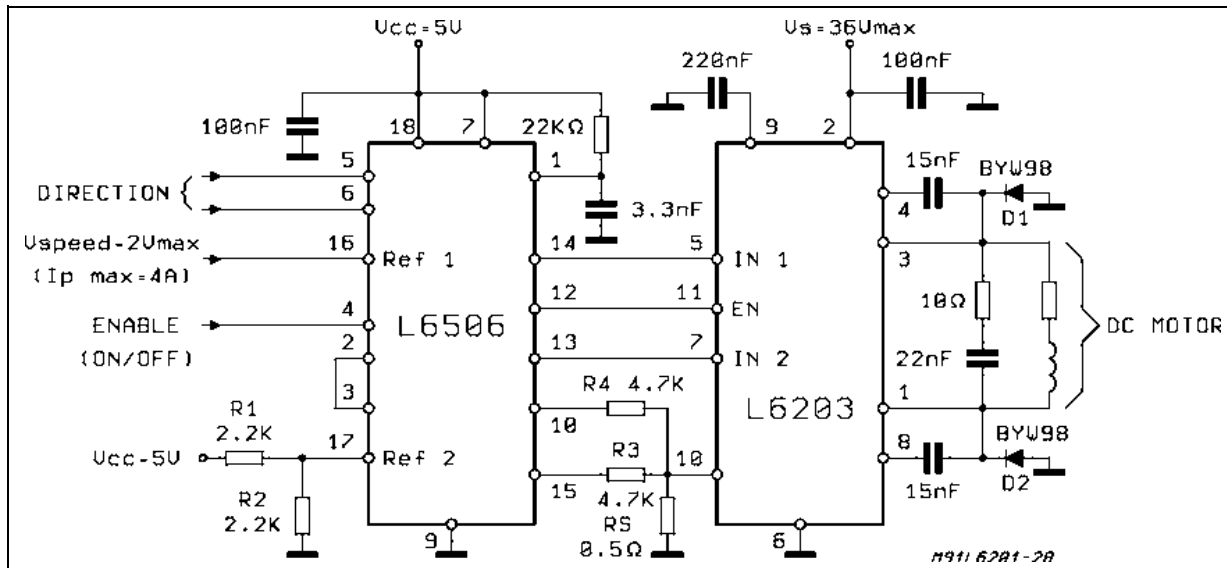 Vcc=5V
Vs=36Vmax
220nF
100nF
100nF
18
7
22KΩ
9
2
15nF
BYW98
5
1
DIRECTION {
6
4
D1
3.3nF
Vspeed-2Vmax
16
Ref 1
14
5
IN 1
3
(Ip max=4A)
12
11
EN
10Ω
4
L6506
DC MOTOR
ENABLE
2
13
7
IN 2
22nF
(ON/OFF)
3
R4 4.7K
L6203
1
R1
10
2.2K
17
Ref 2
R3
10
8
BYW98
Vcc-5V
15
4.7K
15nF
D2
R2
2.2K
RS
9
0.5Ω
6
M91L6201-20